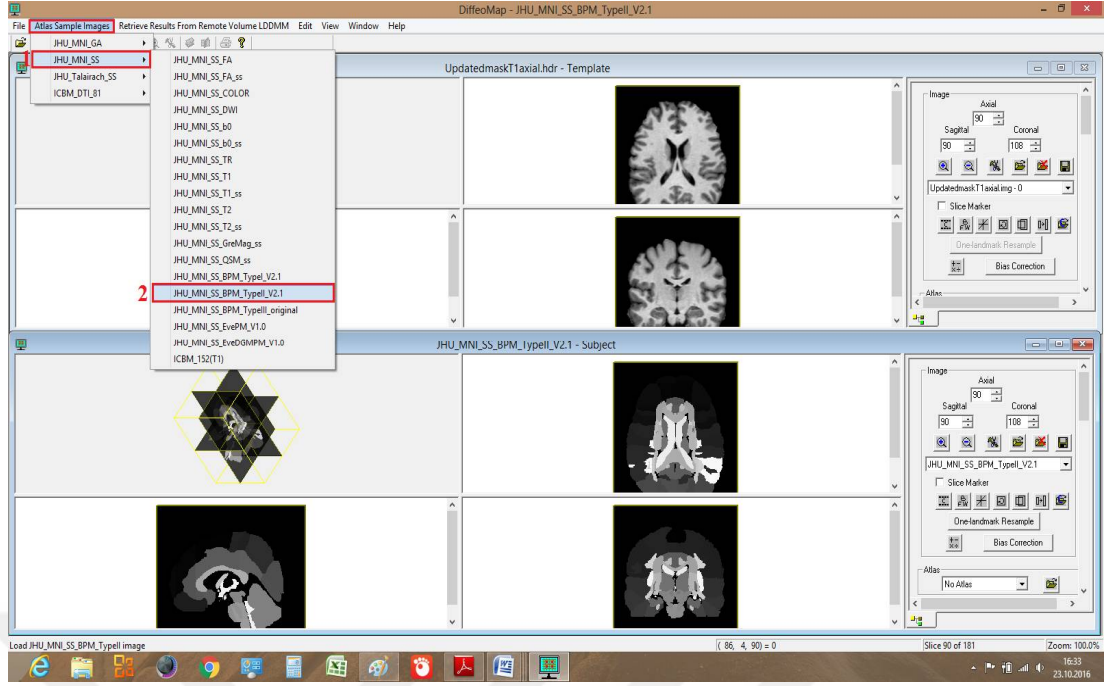 DiffeoMap - JHU_MNI_SS_BPM_TypeII_V2.1
File Atlas Sample Images Retrieve Results From Remote Volume LDDMM Edit View Window Help
JHU_MNI_GA
1 JHU_MNI_SS
JHU_Talairach_SS
ICBM_DTI_81
JHU_MNI_SS_FA
JHU_MNI_SS_FA_ss
JHU_MNI_SS_COLOR
JHU_MNI_SS_DWI
JHU_MNI_SS_b0
JHU_MNI_SS_b0_ss
JHU_MNI_SS_TR
JHU_MNI_SS_T1
JHU_MNI_SS_T1_ss
JHU_MNI_SS_T2
JHU_MNI_SS_T2_ss
JHU_MNI_SS_GreMag_ss
JHU_MNI_SS_QSM_ss
JHU_MNI_SS_BPM_TypeI_V2.1
2 JHU_MNI_SS_BPM_TypeII_V2.1
JHU_MNI_SS_BPM_TypeIII_original
JHU_MNI_SS_EvePM_V1.0
JHU_MNI_SS_EveDGMPM_V1.0
ICBM_152(T1)
UpdatedmaskT1axial.hdr - Template
Image
Axial
90
Sagittal Coronal
90 108
UpdatedmaskT1axial.img - 0
Slice Marker
One-landmark Resample
Bias Correction
Atlas
JHU_MNI_SS_BPM_TypeII_V2.1 - Subject
Image
Axial
90
Sagittal Coronal
90 108
JHU_MNI_SS_BPM_TypeII_V2.1
Slice Marker
One-landmark Resample
Bias Correction
Atlas
No Atlas
Load JHU_MNI_SS_BPM_TypeII image ( 86, 4, 90) = 0 Slice 90 of 181 Zoom: 100.0%
16:33
23.10.2016